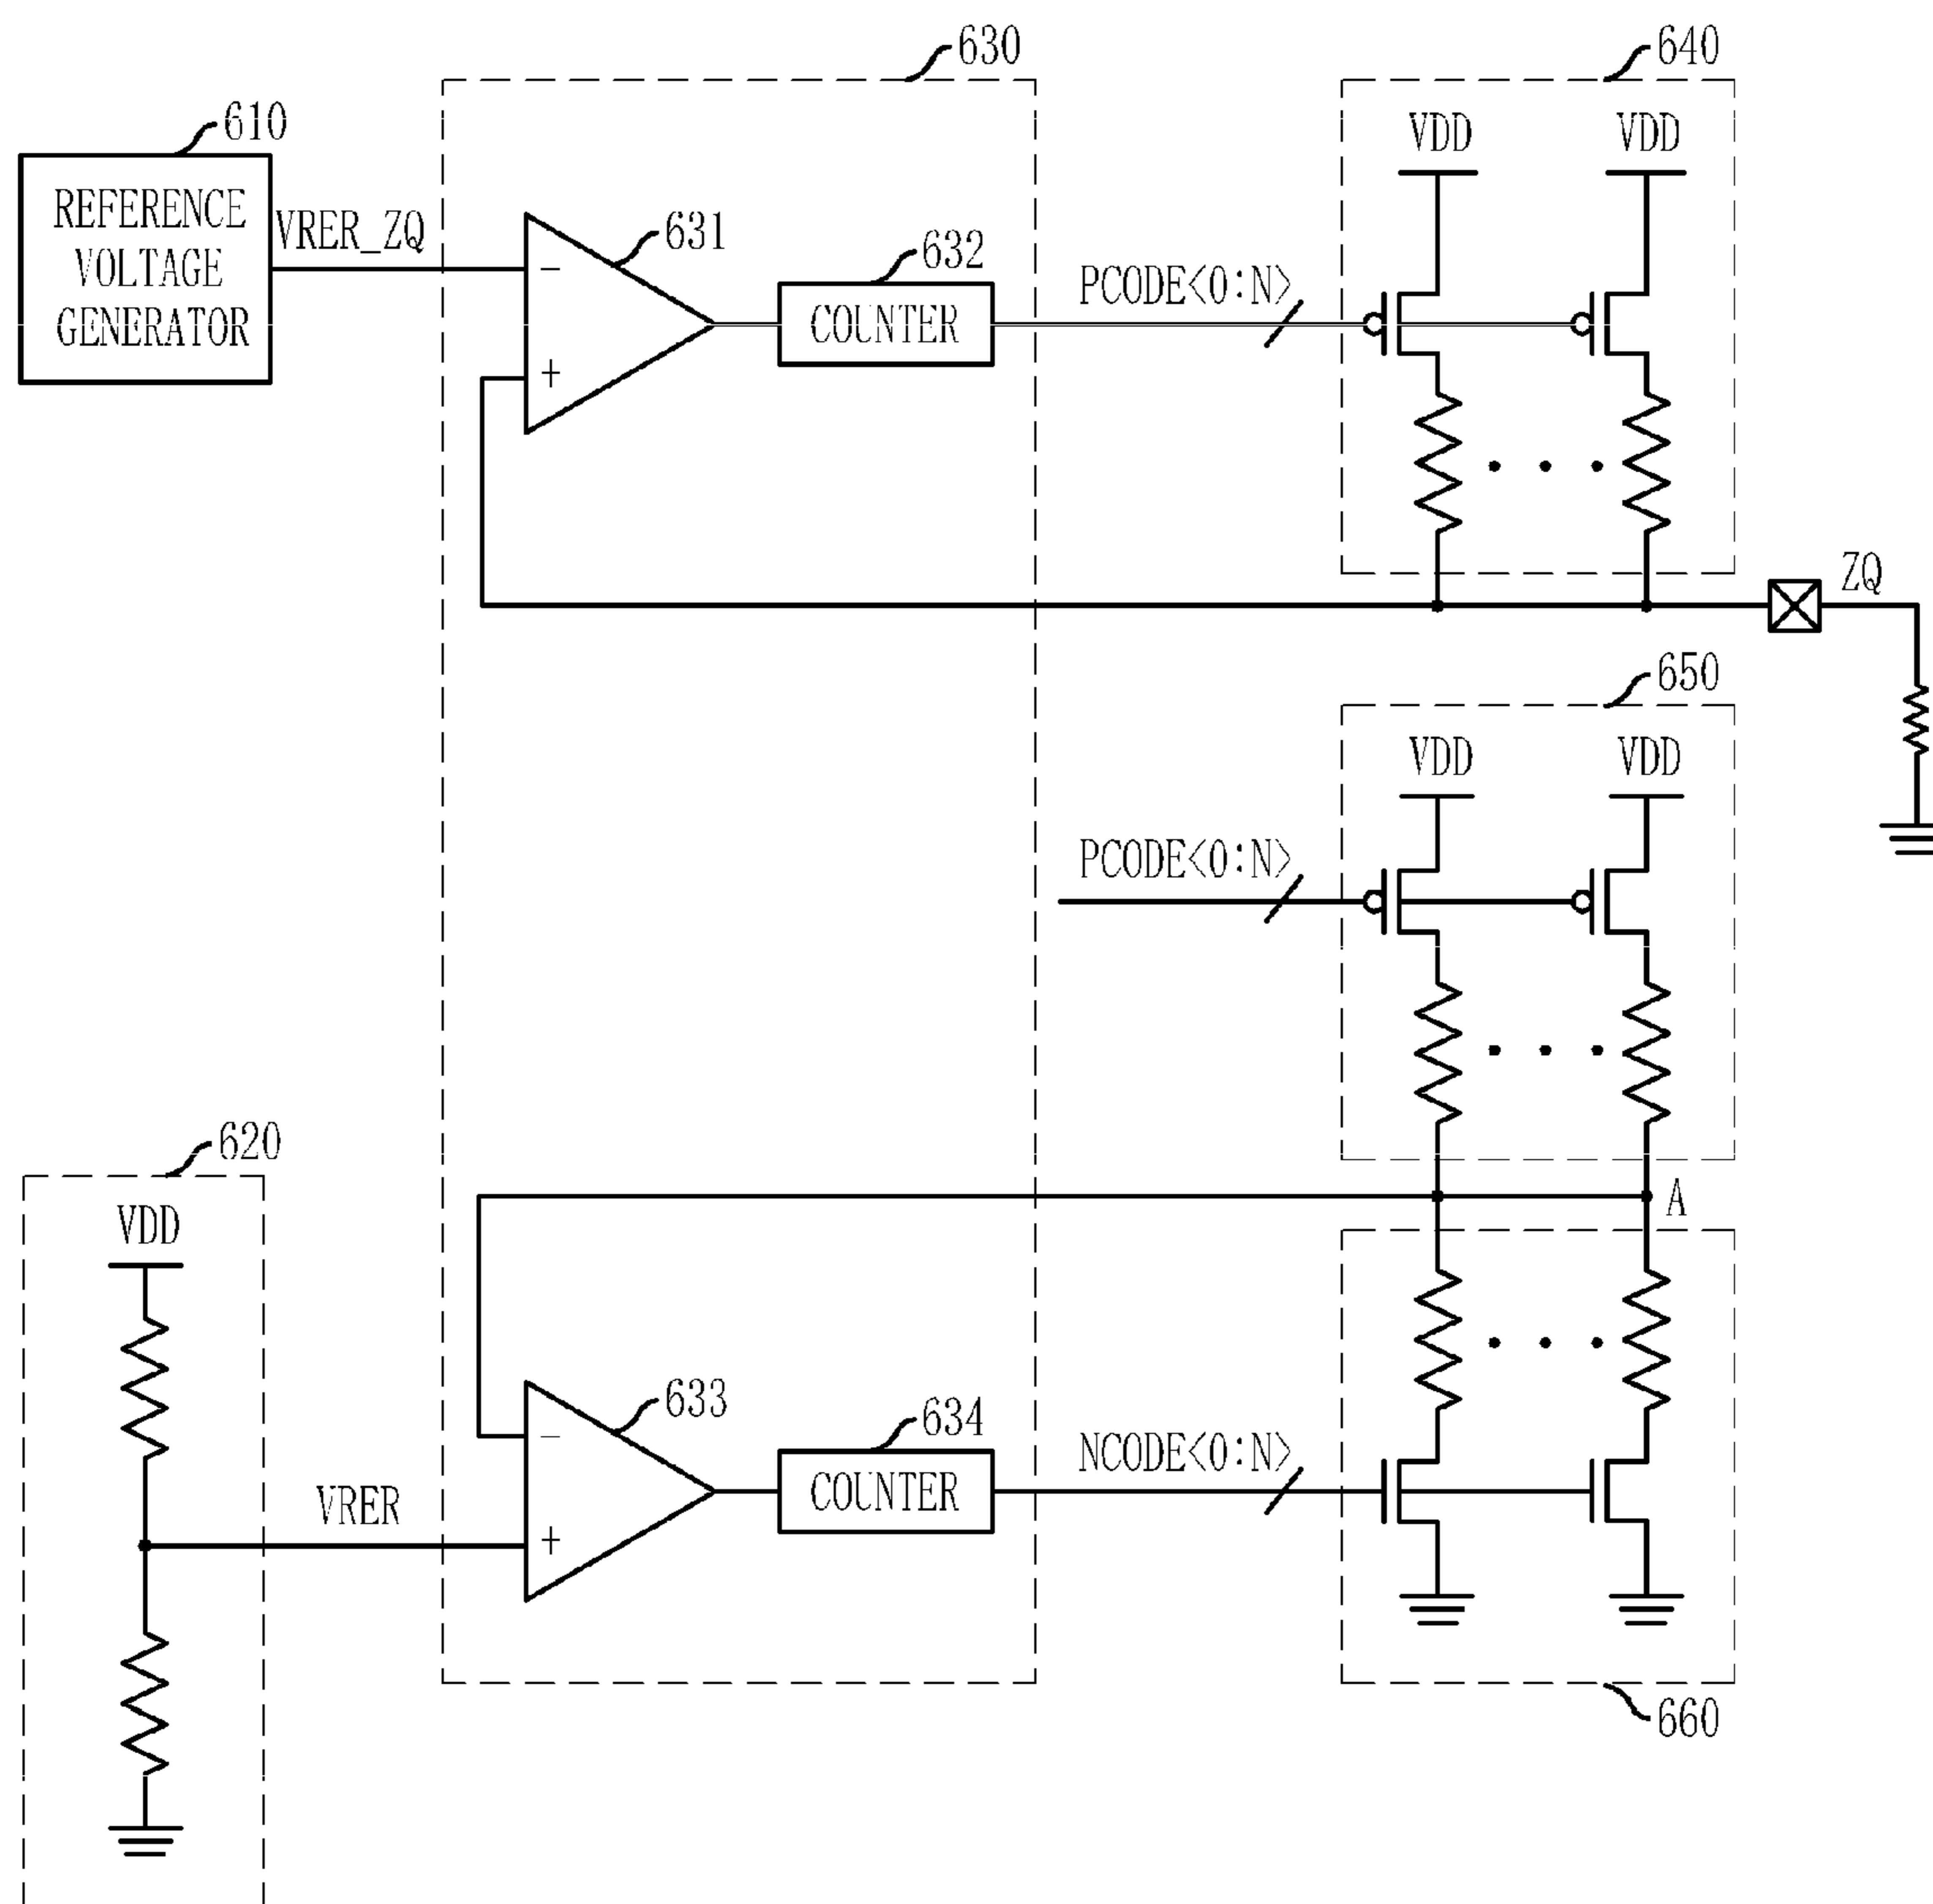 630
640
610
VDD VDD
REFERENCE
VOLTAGE
GENERATOR
VRER_ZQ
631
632
PCODE<0:N>
−
COUNTER
+
ZQ
650
VDD VDD
PCODE<0:N>
620
A
VDD
633
634
NCODE<0:N>
−
COUNTER
VRER
+
660